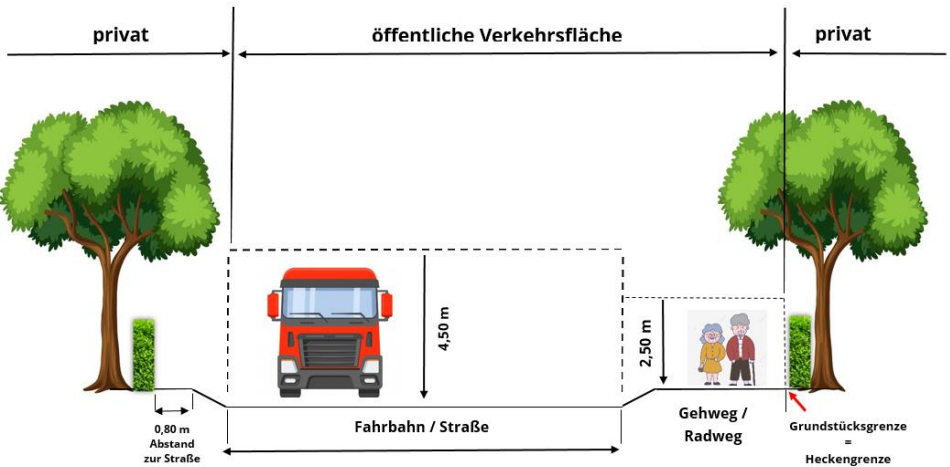 privat
öffentliche Verkehrsfläche
privat
4,50 m
2,50 m
0,80 m
Abstand
zur Straße
Fahrbahn / Straße
Gehweg /
Radweg
Grundstücksgrenze
=
Heckengrenze